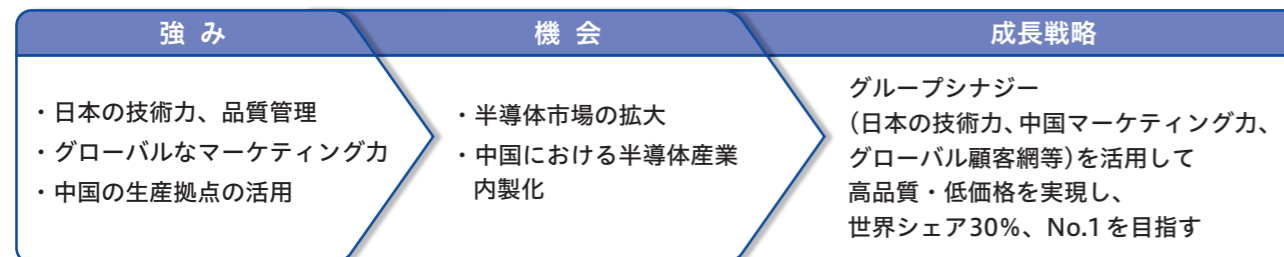 強 み
・日本の技術力、品質管理
・グローバルなマーケティング力
・中国の生産拠点の活用
機 会
・半導体市場の拡大
・中国における半導体産業
内製化
成長戦略
グループシナジー
(日本の技術力、中国マーケティング力、
グローバル顧客網等)を活用して
高品質・低価格を実現し、
世界シェア30%、No.1を目指す